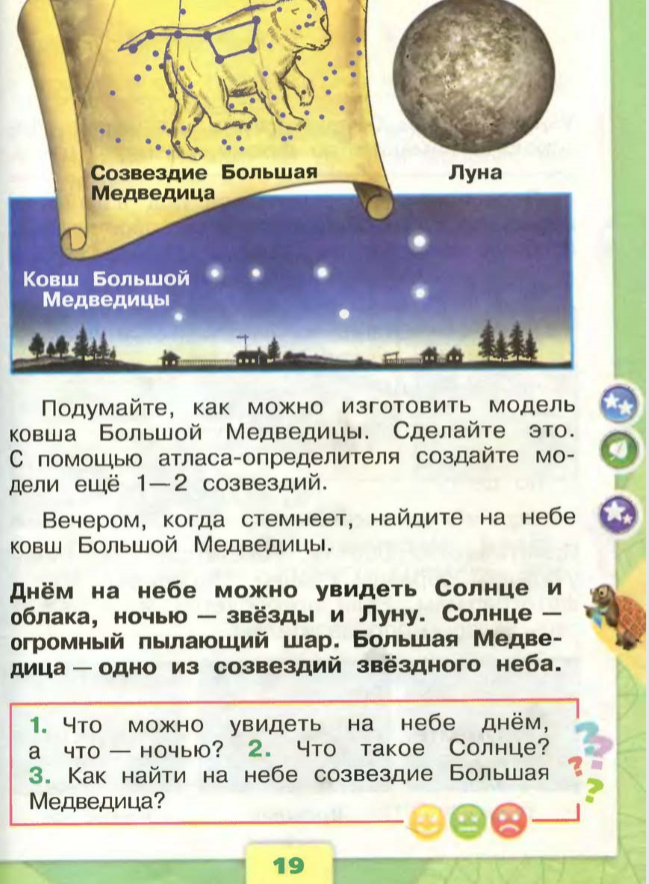 Созвездие Большая
Медведица
Луна
Ковш Большой
Медведицы
Подумайте, как можно изготовить модель
ковша Большой Медведицы. Сделайте это.
С помощью атласа-определителя создайте мо-
дели ещё 1—2 созвездий.
Вечером, когда стемнеет, найдите на небе
ковш Большой Медведицы.
Днём на небе можно увидеть Солнце и
облака, ночью — звёзды и Луну. Солнце —
огромный пылающий шар. Большая Медве-
дица — одно из созвездий звёздного неба.
1. Что можно увидеть на небе днём,
а что — ночью? 2. Что такое Солнце?
3. Как найти на небе созвездие Большая
Медведица?
? ? ? ?
19